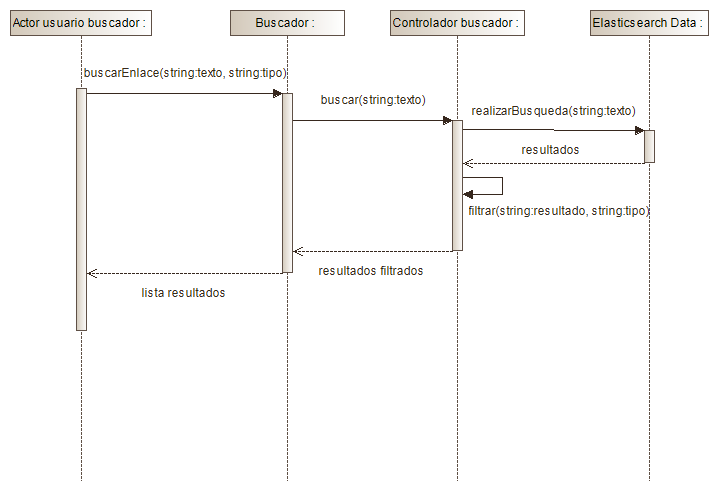 Actor usuario buscador :
Buscador :
Controlador buscador :
Elasticsearch Data :
buscarEnlace(string:texto, string:tipo)
buscar(string:texto)
realizarBusqueda(string:texto)
resultados
filtrar(string:resultado, string:tipo)
resultados filtrados
lista resultados